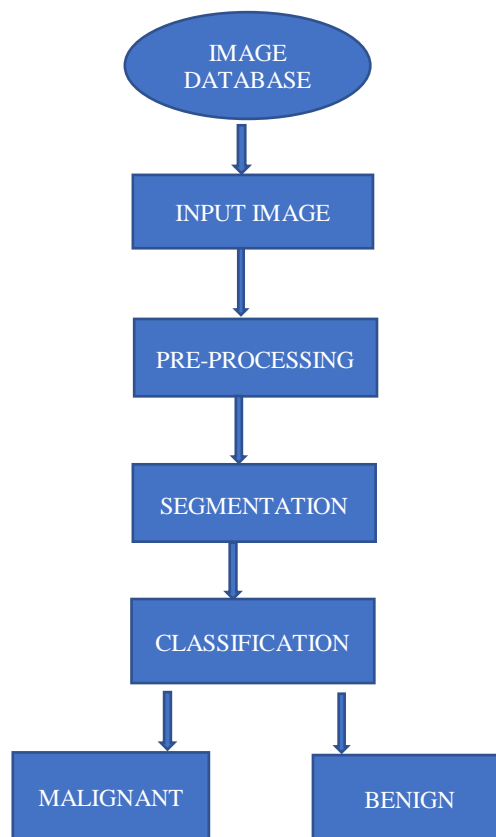 IMAGE
DATABASE
INPUT IMAGE
PRE-PROCESSING
SEGMENTATION
CLASSIFICATION
MALIGNANT
BENIGN